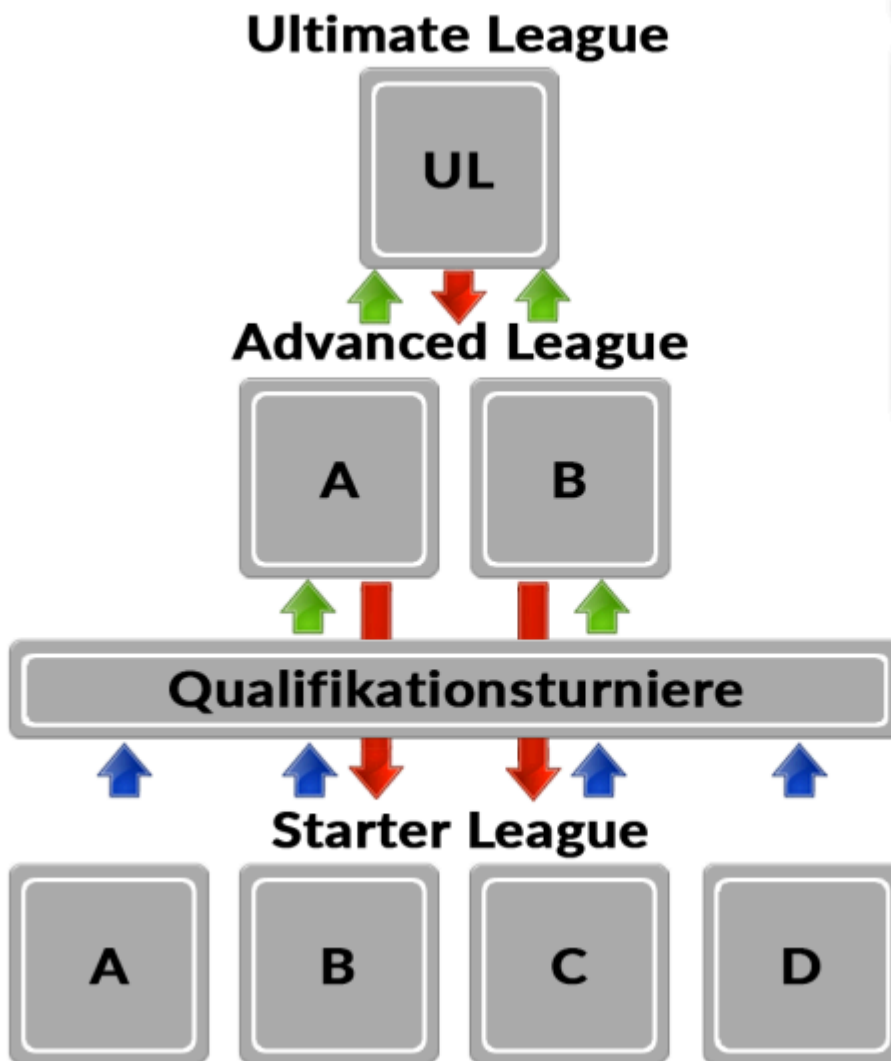 Ultimate League
UL
Advanced League
A
B
Qualifikationsturniere
Starter League
A
B
C
D